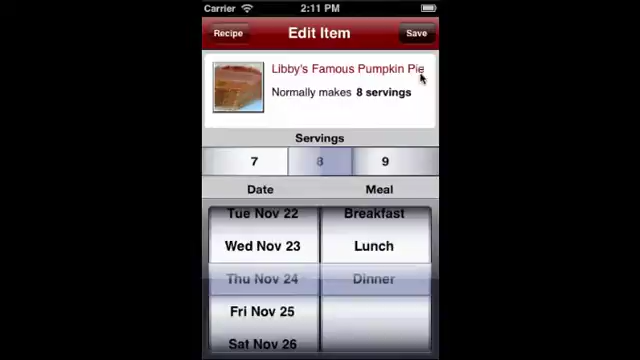 Carrier 2:11 PM
Recipe Edit Item Save
Libby's Famous Pumpkin Pie
Normally makes 8 servings
Servings
7 8 9
Date Meal
Tue Nov 22 Breakfast
Wed Nov 23 Lunch
Thu Nov 24 Dinner
Fri Nov 25
Sat Nov 26